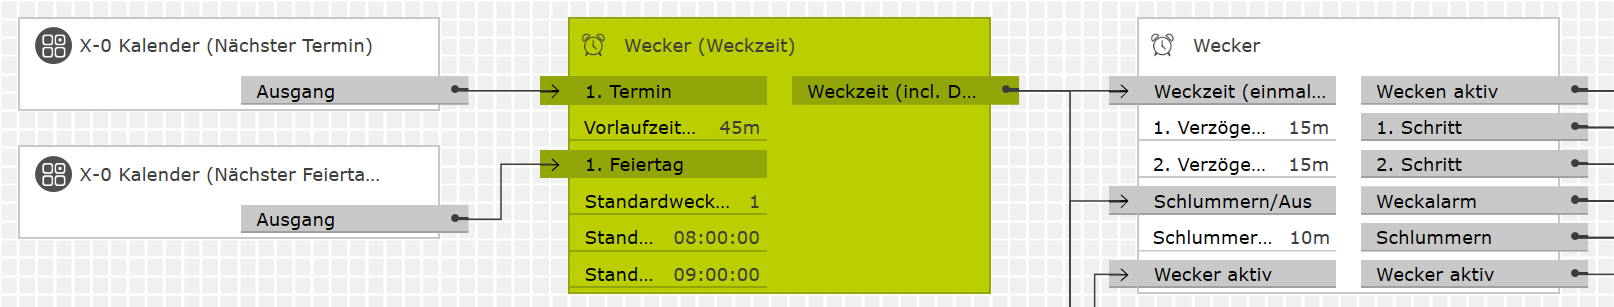 X-0 Kalender (Nächster Termin)
Ausgang
X-0 Kalender (Nächster Feierta...
Ausgang
Wecker (Weckzeit)
1. Termin
Weckzeit (incl. D...
Vorlaufzeit... 45m
1. Feiertag
Standardweck... 1
Stand... 08:00:00
Stand... 09:00:00
Wecker
Weckzeit (einmal... Wecken aktiv
1. Verzöge... 15m 1. Schritt
2. Verzöge... 15m 2. Schritt
Schlummern/Aus Weckalarm
Schlummer... 10m Schlummern
Wecker aktiv Wecker aktiv